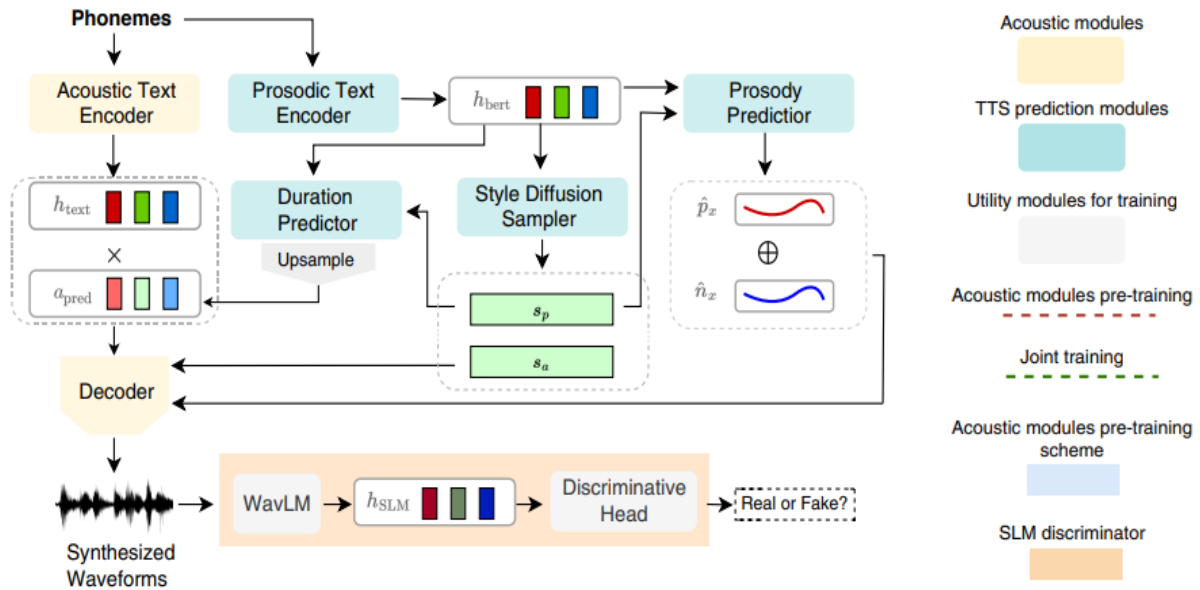 Phonemes
Acoustic Text
Encoder
Prosodic Text
Encoder
h_bert
Prosody
Predictior
h_text
×
a_pred
Duration
Predictor
Upsample
Style Diffusion
Sampler
s_p
s_a
p̂_x
⊕
n̂_x
Decoder
Synthesized
Waveforms
WavLM
h_SLM
Discriminative
Head
Real or Fake?
Acoustic modules
TTS prediction modules
Utility modules for training
Acoustic modules pre-training
Joint training
Acoustic modules pre-training
scheme
SLM discriminator